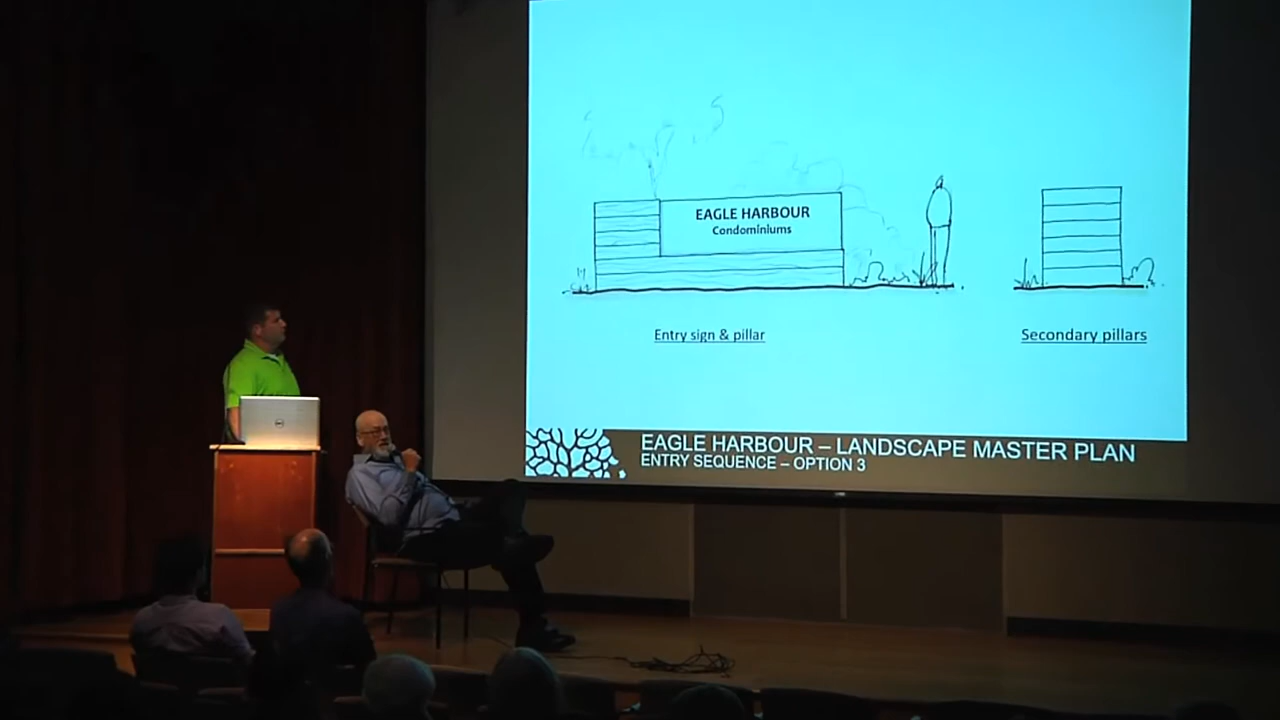 EAGLE HARBOUR
Condominiums
Entry sign & pillar
Secondary pillars
EAGLE HARBOUR – LANDSCAPE MASTER PLAN
ENTRY SEQUENCE – OPTION 3